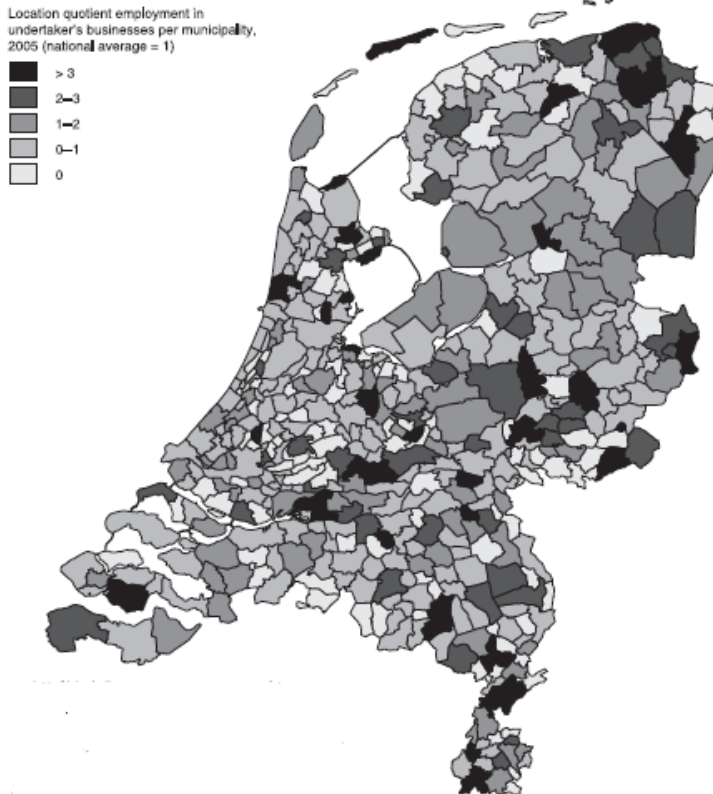 Location quotient employment in
undertaker's businesses per municipality,
2005 (national average = 1)
> 3
2–3
1–2
0–1
0